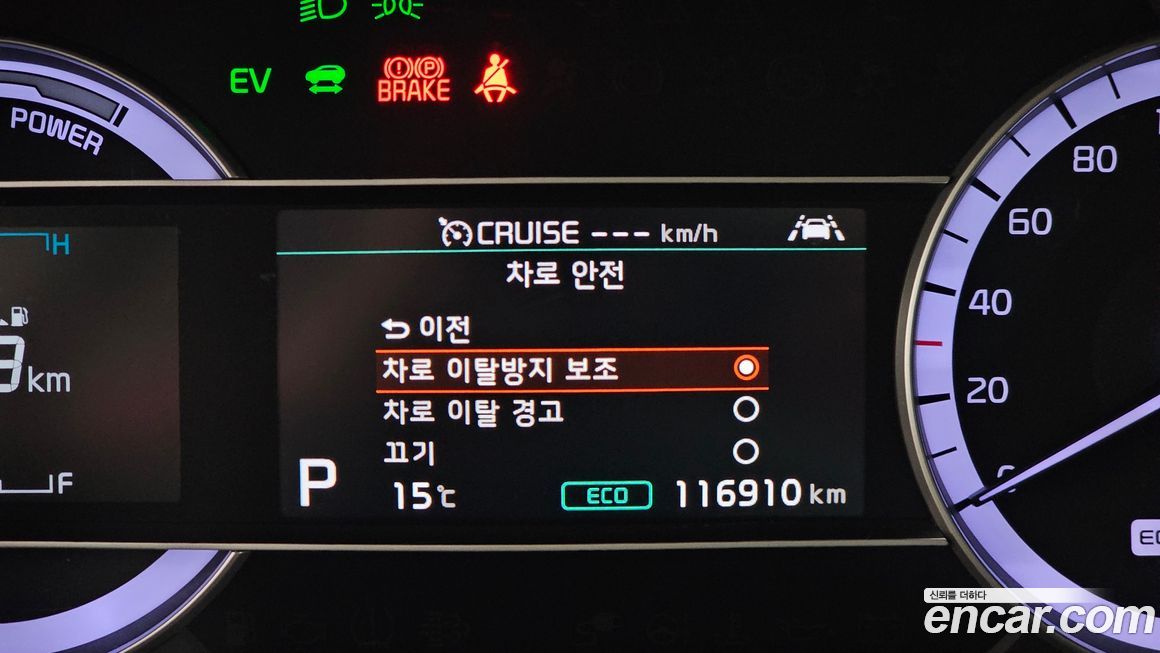 EV
BRAKE
POWER
CRUISE --- km/h
차로 안전
이전
차로 이탈방지 보조
차로 이탈 경고
끄기
P
15℃
ECO
116910 km
H
km
F
80
60
40
20
0
신뢰를 더하다
encar.com